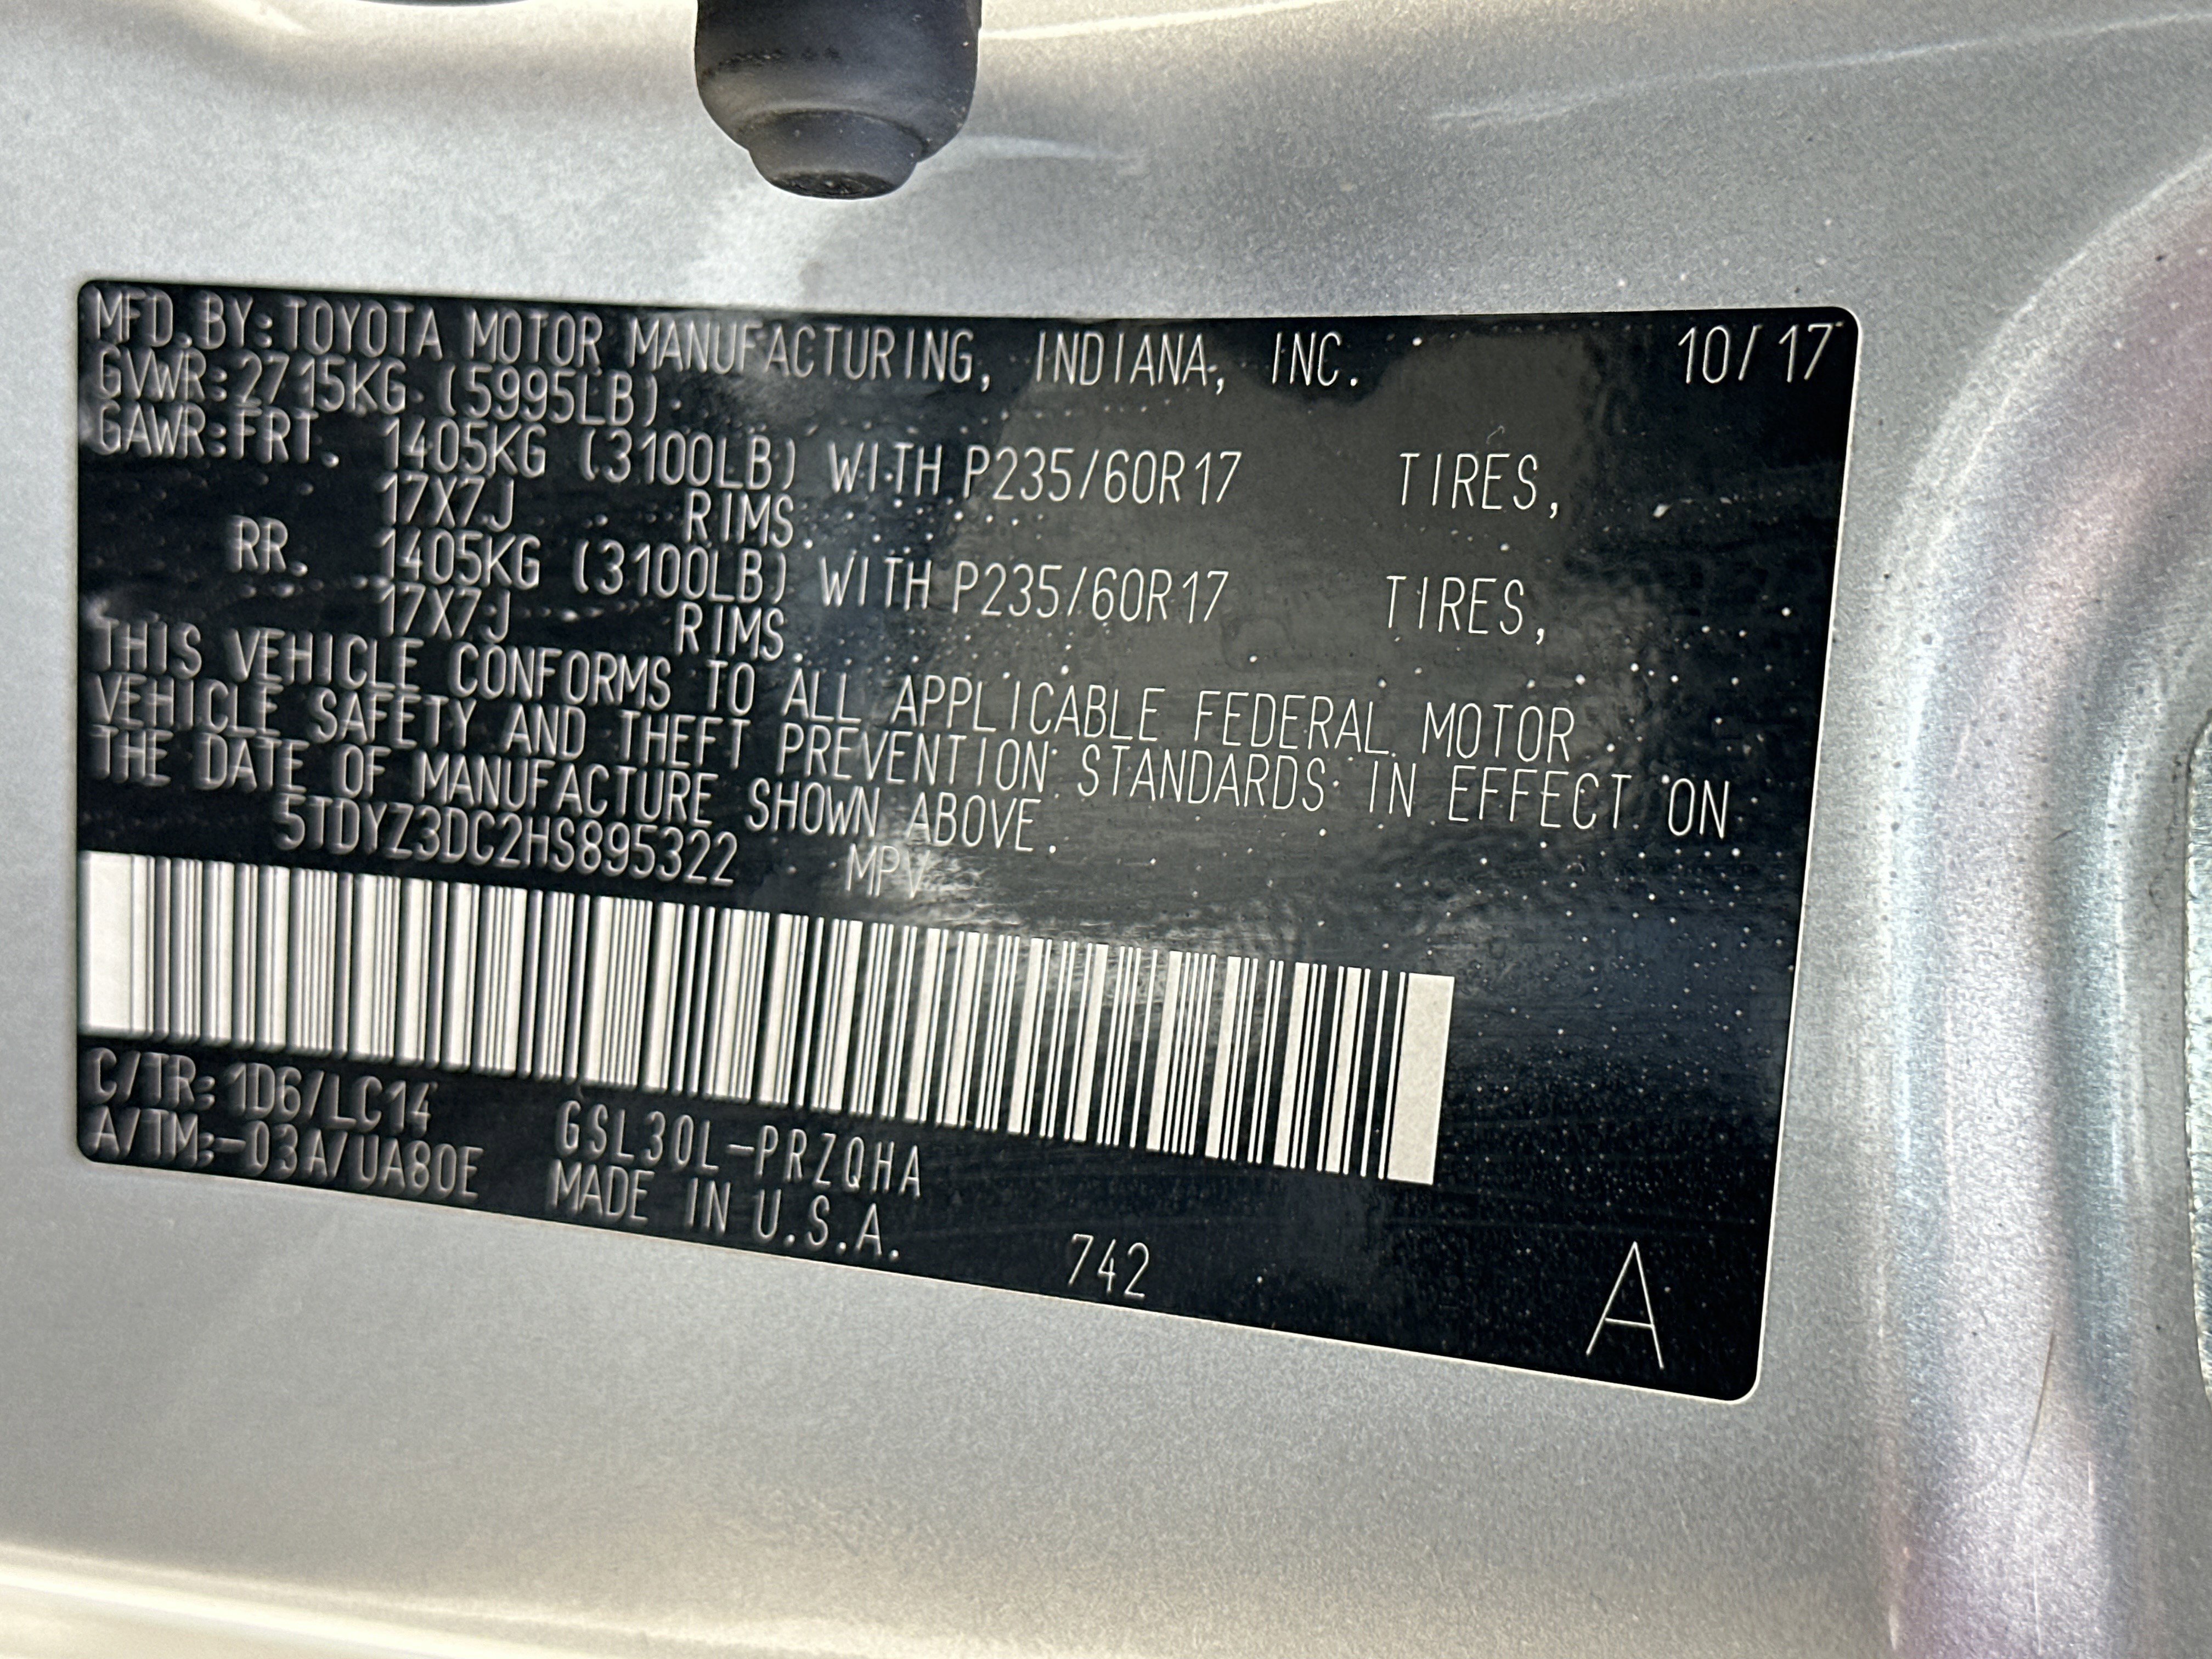 MFD.BY:TOYOTA MOTOR MANUFACTURING, INDIANA, INC. 10/17
GVWR:2715KG (5995LB)
GAWR:FRT. 1405KG (3100LB) WITH P235/60R17 TIRES,
17X7J RIMS.
RR. 1405KG (3100LB) WITH P235/60R17 TIRES,
17X7J RIMS.
THIS VEHICLE CONFORMS TO ALL APPLICABLE FEDERAL MOTOR
VEHICLE SAFETY AND THEFT PREVENTION STANDARDS IN EFFECT ON
THE DATE OF MANUFACTURE SHOWN ABOVE.
5TDYZ3DC2HS895322 MPV
C/TR: 1D6/LC14 GSL30L-PRZQHA
A/TM:-03A/UA80E MADE IN U.S.A. 742 A